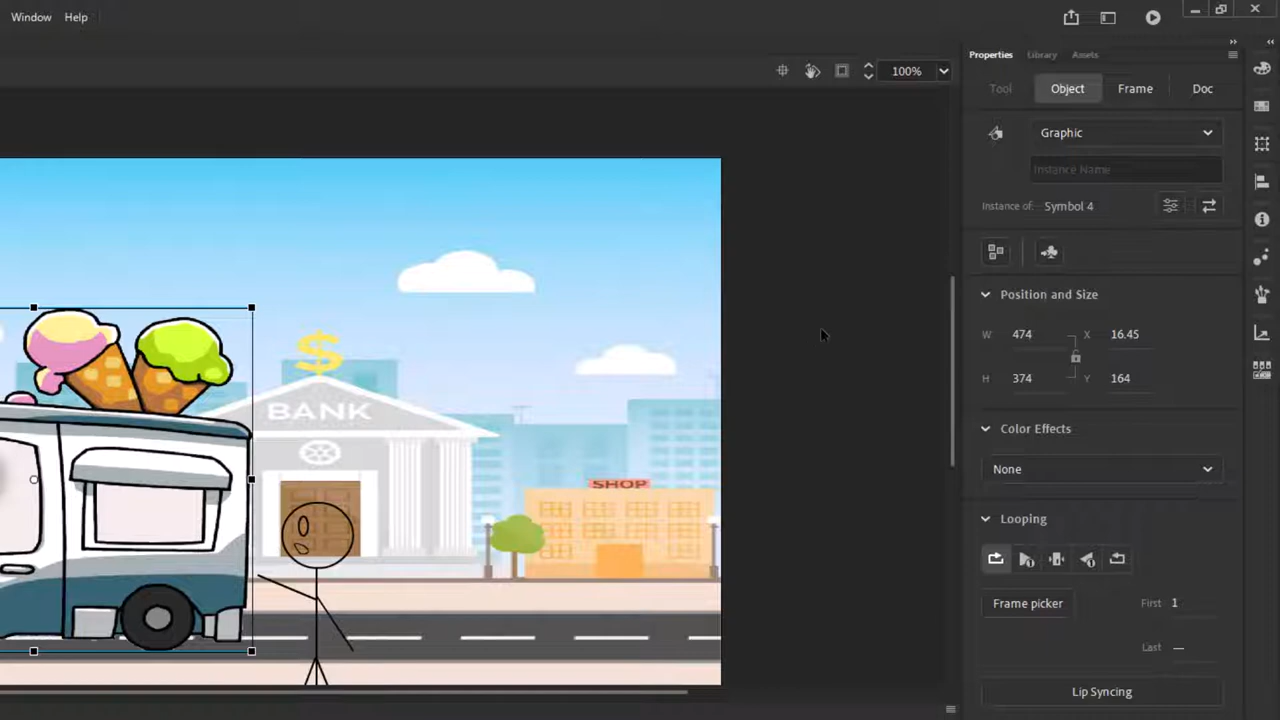 Window Help
100%
Properties Library Assets
Tool Object Frame Doc
Graphic
Instance Name
Instance of: Symbol 4
Position and Size
W 474 X 16.45
H 378 Y 164
Color Effects
None
Looping
Frame picker First 1
Last —
Lip Syncing
$
BANK
SHOP